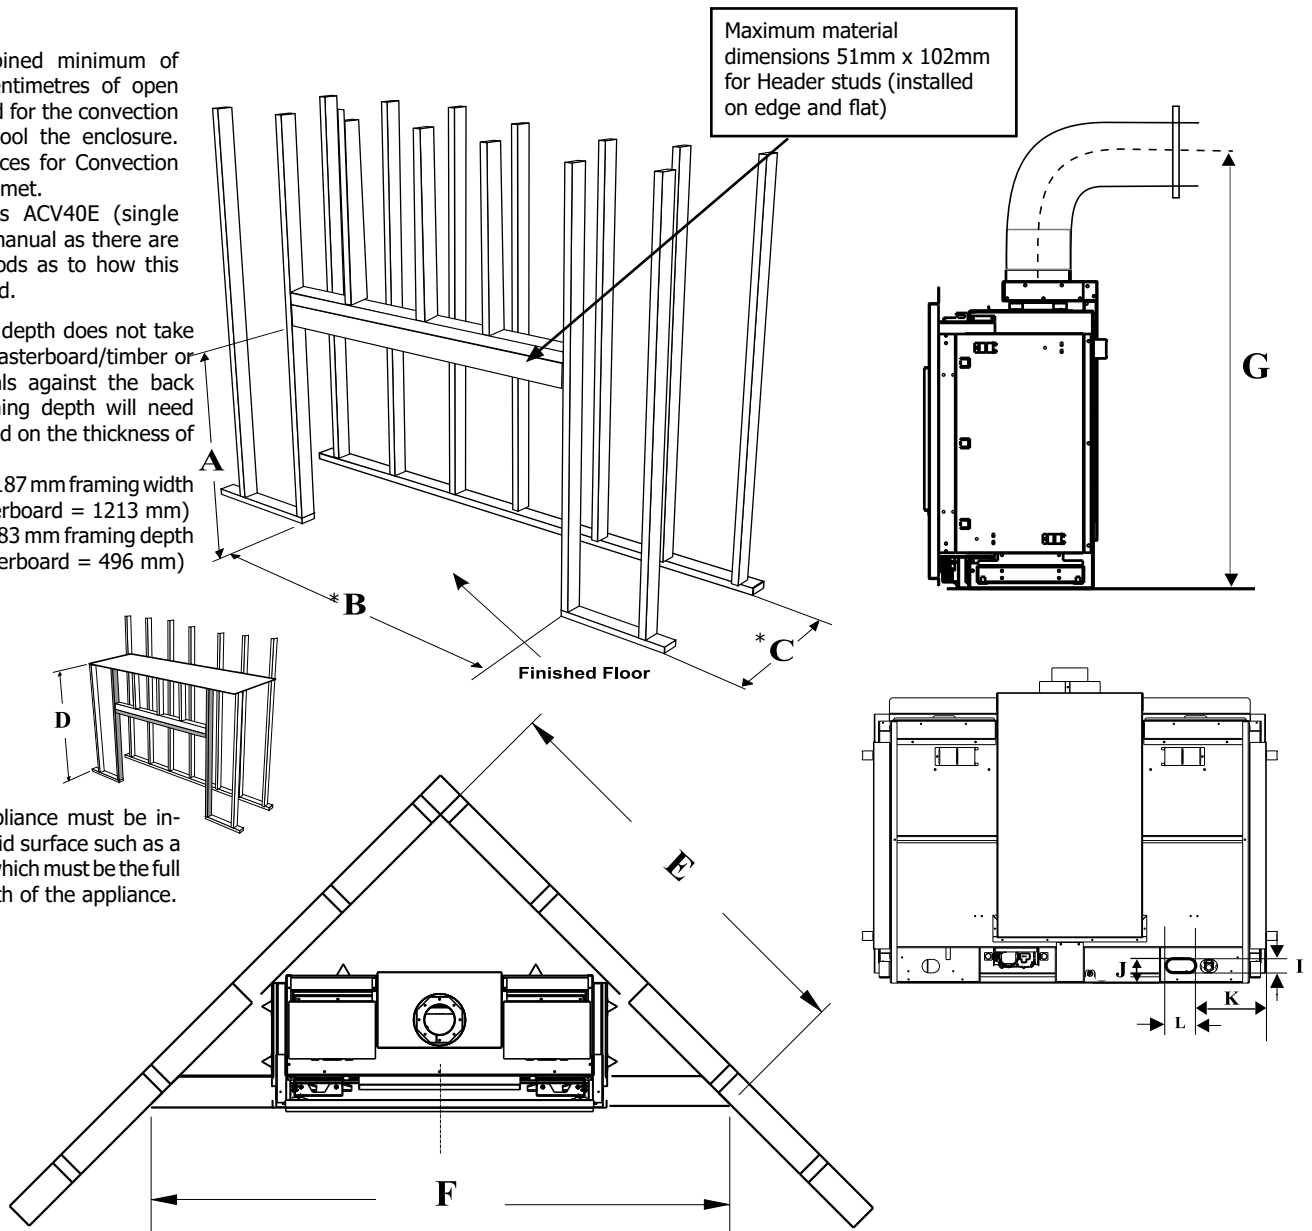 Maximum material
dimensions 51mm x 102mm
for Header studs (installed
on edge and flat)
bined minimum of
entimetres of open
d for the convection
ool the enclosure.
ces for Convection
met.
s ACV40E (single
manual as there are
ods as to how this
d.
depth does not take
asterboard/timber or
als against the back
ning depth will need
d on the thickness of
187 mm framing width
erboard = 1213 mm)
83 mm framing depth
erboard = 496 mm)
A
*B
*C
Finished Floor
G
D
pliance must be in-
id surface such as a
which must be the full
th of the appliance.
E
F
J
I
K
L